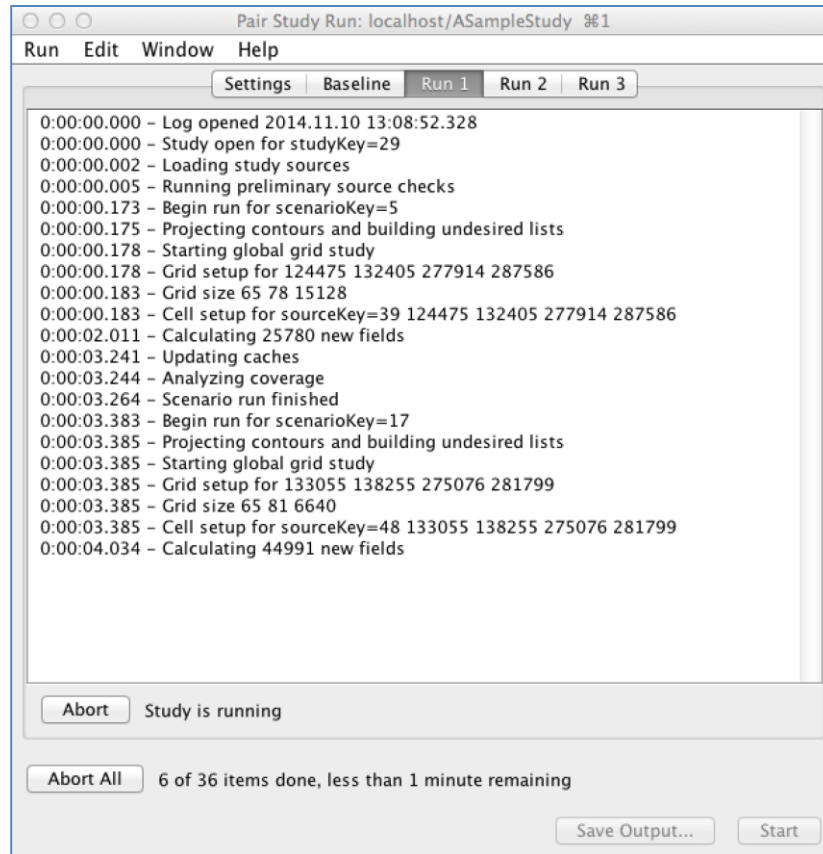 Pair Study Run: localhost/ASampleStudy ⌘1
Run Edit Window Help
Settings Baseline Run 1 Run 2 Run 3
0:00:00.000 – Log opened 2014.11.10 13:08:52.328
0:00:00.000 – Study open for studyKey=29
0:00:00.002 – Loading study sources
0:00:00.005 – Running preliminary source checks
0:00:00.173 – Begin run for scenarioKey=5
0:00:00.175 – Projecting contours and building undesired lists
0:00:00.178 – Starting global grid study
0:00:00.178 – Grid setup for 124475 132405 277914 287586
0:00:00.183 – Grid size 65 78 15128
0:00:00.183 – Cell setup for sourceKey=39 124475 132405 277914 287586
0:00:02.011 – Calculating 25780 new fields
0:00:03.241 – Updating caches
0:00:03.244 – Analyzing coverage
0:00:03.264 – Scenario run finished
0:00:03.383 – Begin run for scenarioKey=17
0:00:03.385 – Projecting contours and building undesired lists
0:00:03.385 – Starting global grid study
0:00:03.385 – Grid setup for 133055 138255 275076 281799
0:00:03.385 – Grid size 65 81 6640
0:00:03.385 – Cell setup for sourceKey=48 133055 138255 275076 281799
0:00:04.034 – Calculating 44991 new fields
Abort Study is running
Abort All 6 of 36 items done, less than 1 minute remaining
Save Output... Start